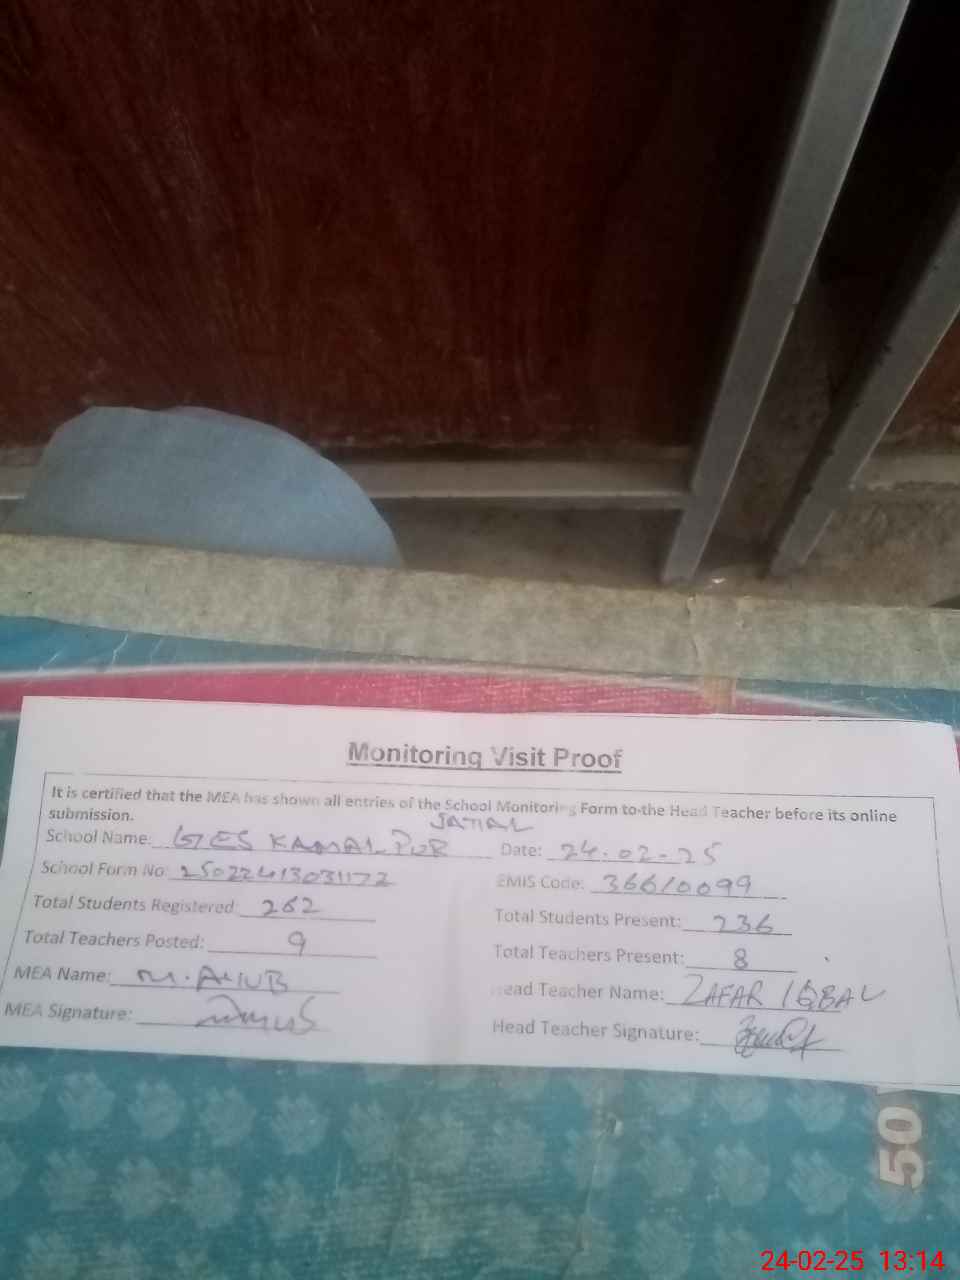 Monitoring Visit Proof
It is certified that the MEA has shown all entries of the School Monitoring Form to the Head Teacher before its online
submission.
JATIAL
School Name: GES KAMALPUR Date: 24-02-25
School Form No: 25022413031172 EMIS Code: 36610099
Total Students Registered: 262 Total Students Present: 236
Total Teachers Posted: 9 Total Teachers Present: 8
MEA Name: M. AYUB Head Teacher Name: ZAFAR IQBAL
MEA Signature: Head Teacher Signature:
50
24-02-25 13:14